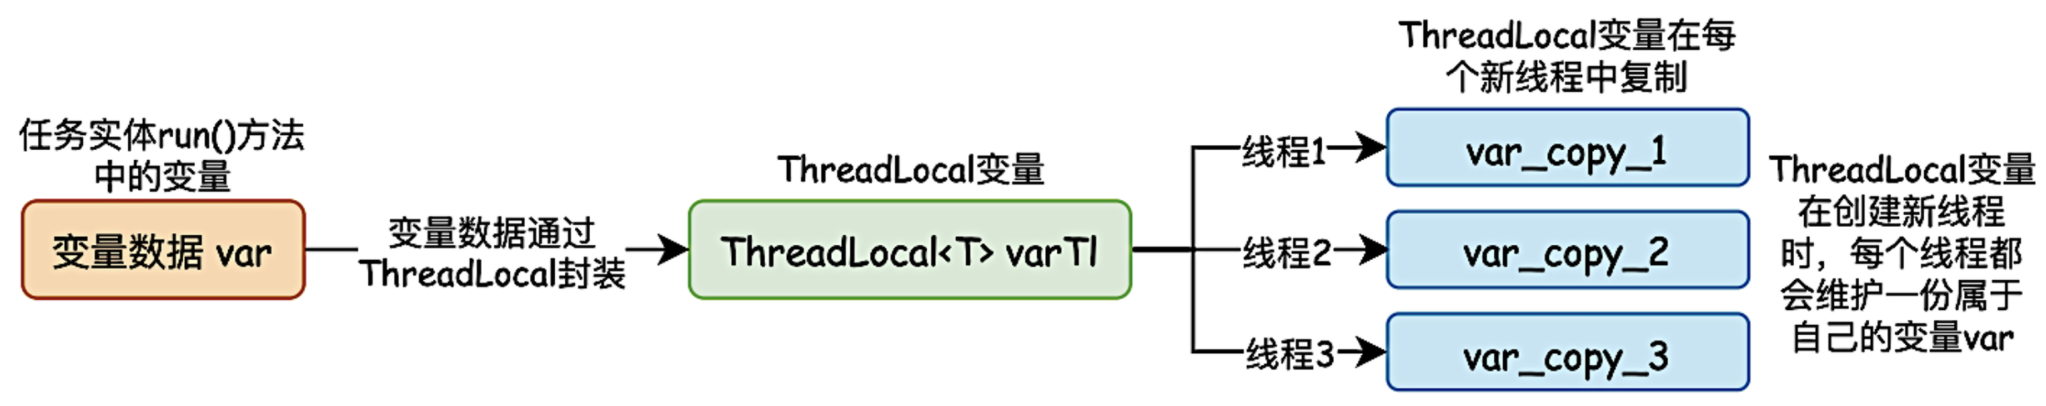 任务实体run()方法
中的变量
变量数据 var
变量数据通过
ThreadLocal封装
ThreadLocal变量
ThreadLocal<T> varTl
ThreadLocal变量在每
个新线程中复制
线程1
var_copy_1
线程2
var_copy_2
线程3
var_copy_3
ThreadLocal变量
在创建新线程
时，每个线程都
会维护一份属于
自己的变量var